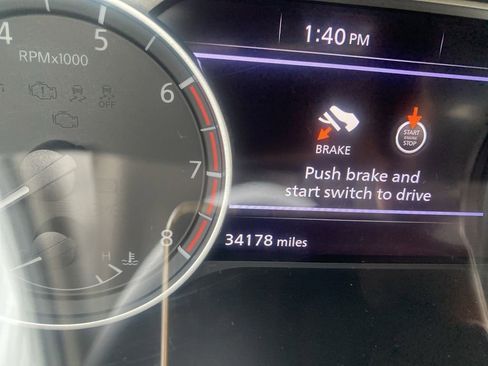 1:40 PM
4
5
RPMx1000
6
OFF
START
ENGINE
STOP
BRAKE
Push brake and
start switch to drive
7
8
34178 miles
H